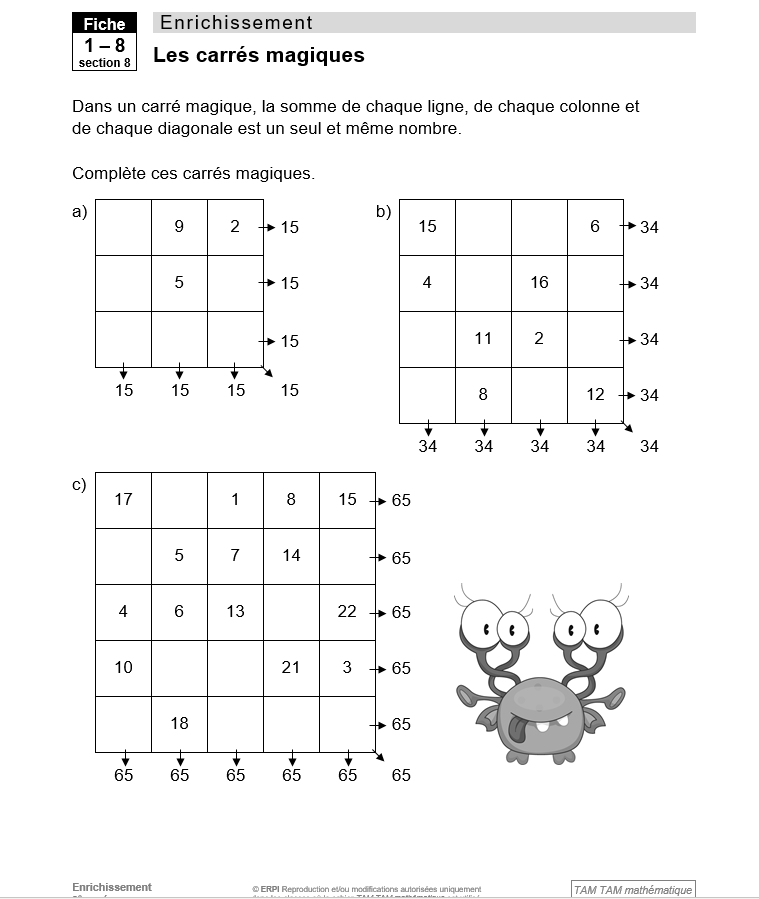 Fiche
1 – 8
section 8
Enrichissement
Les carrés magiques
Dans un carré magique, la somme de chaque ligne, de chaque colonne et
de chaque diagonale est un seul et même nombre.
Complète ces carrés magiques.
a)
9 2 15
5 15
15
15 15 15 15
b)
15 6 34
4 16 34
11 2 34
8 12 34
34 34 34 34 34
c)
17 1 8 15 65
5 7 14 65
4 6 13 22 65
10 21 3 65
18 65
65 65 65 65 65 65
Enrichissement
© ERPI Reproduction et/ou modifications autorisées uniquement
TAM TAM mathématique